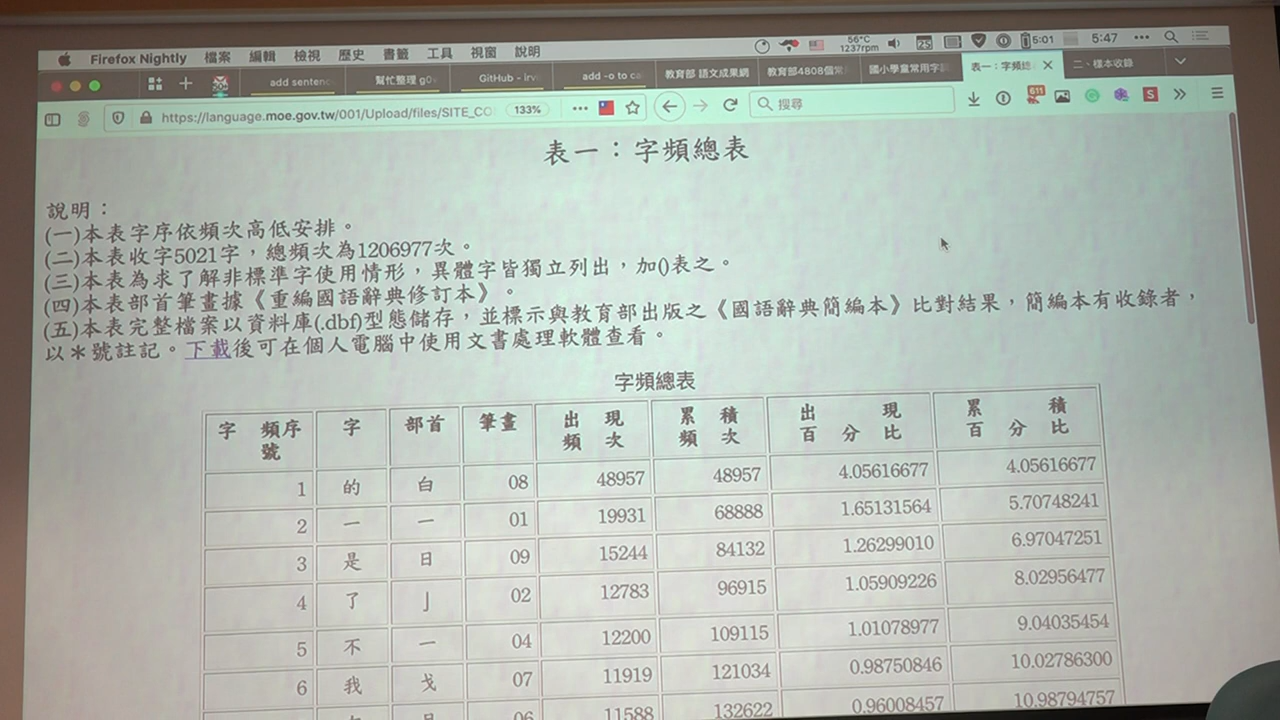 Firefox Nightly 檔案 編輯 檢視 歷史 書籤 工具 視窗 說明 56°C 1237rpm 25 5:01 5:47
add senten 幫忙整理 g0 GitHub - irv add -o to ca 教育部 語文成果網 教育部4808個常 國小學童常用字 表一：字頻總 二、樣本收錄
https://language.moe.gov.tw/001/Upload/files/SITE_CO 133% 搜尋 611
表一：字頻總表
說明：
(一)本表字序依頻次高低安排。
(二)本表收字5021字，總頻次為1206977次。
(三)本表為求了解非標準字使用情形，異體字皆獨立列出，加()表之。
(四)本表部首筆畫據《重編國語辭典修訂本》。
(五)本表完整檔案以資料庫(.dbf)型態儲存，並標示與教育部出版之《國語辭典簡編本》比對結果，簡編本有收錄者，
以＊號註記。下載後可在個人電腦中使用文書處理軟體查看。
字頻總表
字頻序號 字 部首 筆畫 出現頻次 累積頻次 出現百分比 累積百分比
1 的 白 08 48957 48957 4.05616677 4.05616677
2 一 一 01 19931 68888 1.65131564 5.70748241
3 是 日 09 15244 84132 1.26299010 6.97047251
4 了 亅 02 12783 96915 1.05909226 8.02956477
5 不 一 04 12200 109115 1.01078977 9.04035454
6 我 戈 07 11919 121034 0.98750846 10.02786300
06 11588 132622 0.96008457 10.98794757